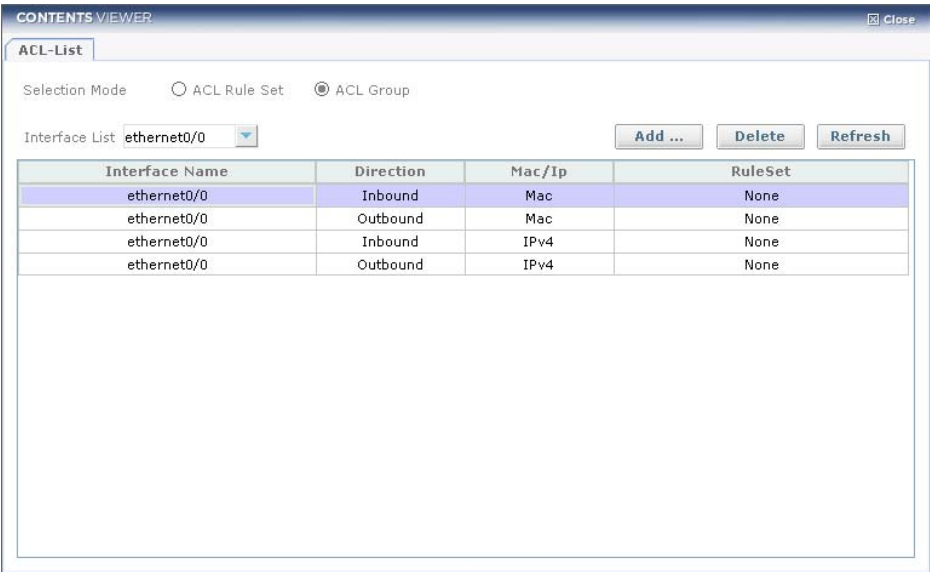 CONTENTS VIEWER Close
ACL-List
Selection Mode ACL Rule Set ACL Group
Interface List ethernet0/0 Add ... Delete Refresh
Interface Name Direction Mac/Ip RuleSet
ethernet0/0 Inbound Mac None
ethernet0/0 Outbound Mac None
ethernet0/0 Inbound IPv4 None
ethernet0/0 Outbound IPv4 None